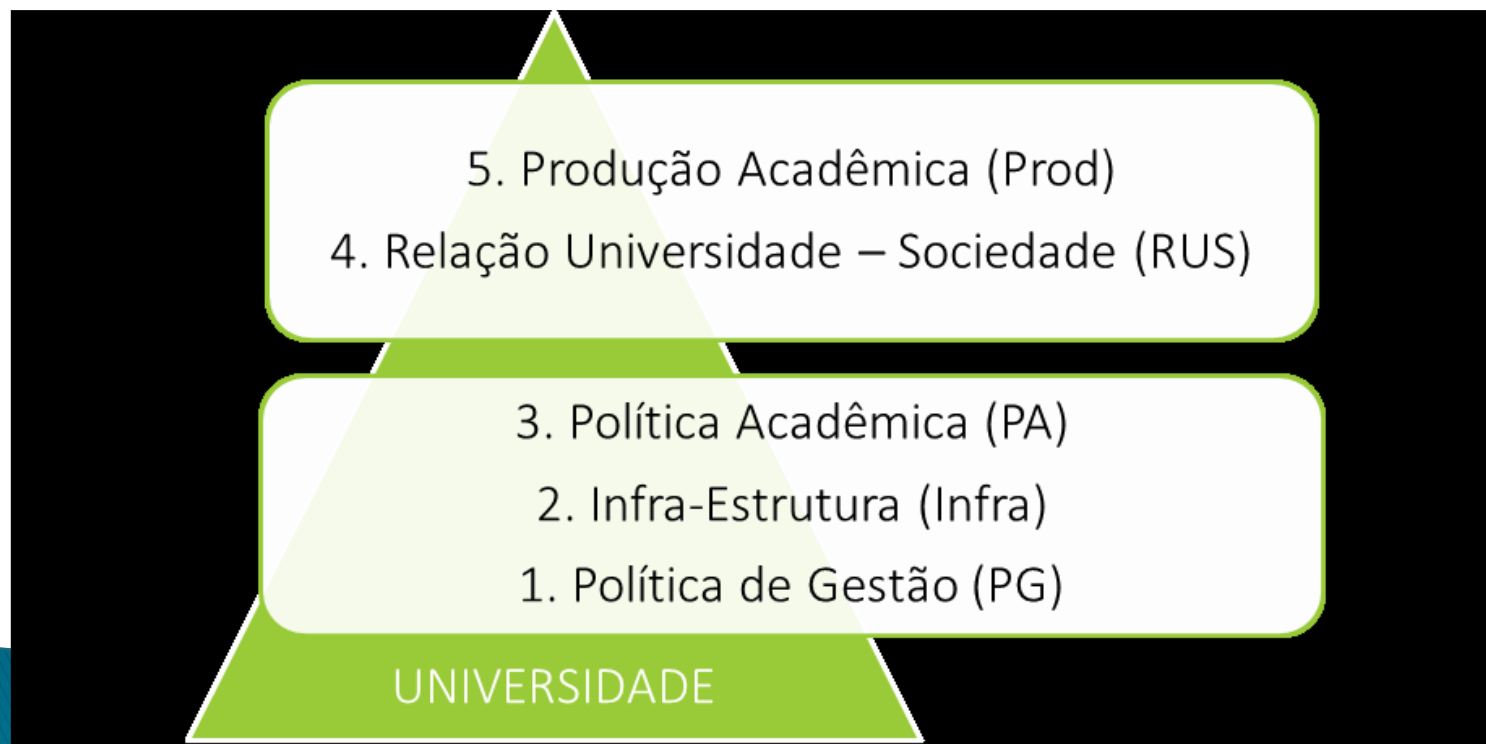 5. Produção Acadêmica (Prod)
4. Relação Universidade – Sociedade (RUS)
3. Política Acadêmica (PA)
2. Infra-Estrutura (Infra)
1. Política de Gestão (PG)
UNIVERSIDADE